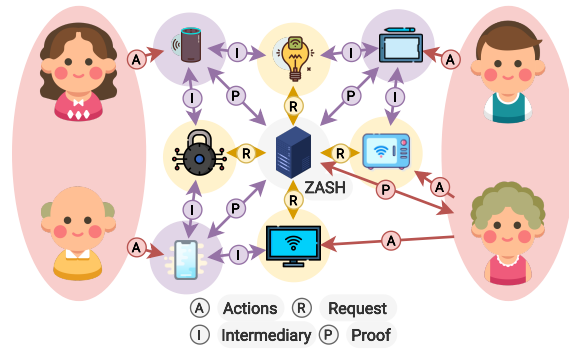 A I I A
I P P I
R
R R
ZASH
P A
R
I P
A I A
A Actions R Request
I Intermediary P Proof